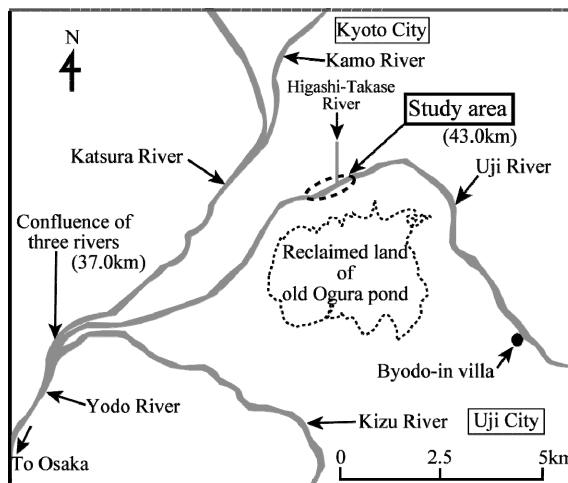 Kyoto City
N
Kamo River
Higashi-Takase
River
Study area
(43.0km)
Katsura River
Uji River
Confluence of
three rivers
(37.0km)
Reclaimed land
of
old Ogura pond
Byodo-in villa
Yodo River
Kizu River
Uji City
To Osaka
0 2.5 5km